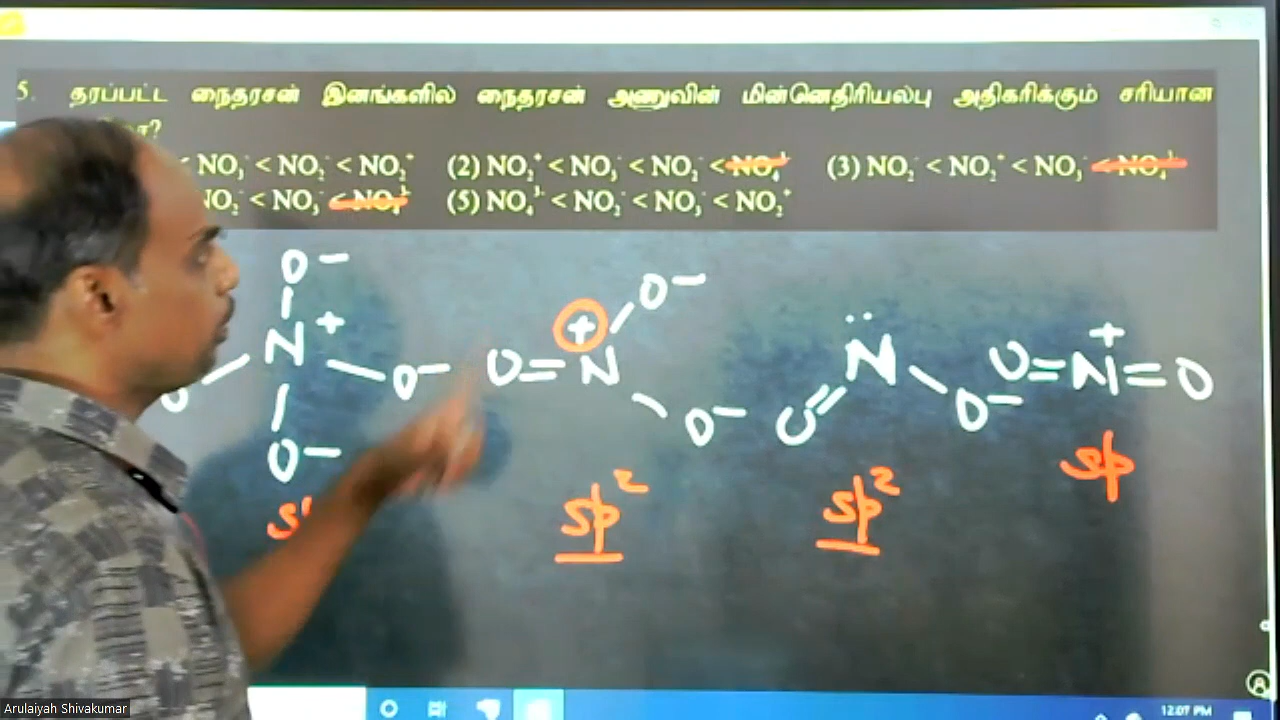 5. தரப்பட்ட நைதரசன் இனங்களில் நைதரசன் அணுவின் மின்னெதிரியல்பு அதிகரிக்கும் சரியான
< NO₃⁻ < NO₂⁻ < NO₂⁺ (2) NO₂⁺ < NO₃⁻ < NO₂⁻ < NO₄³⁻ (3) NO₂⁻ < NO₂⁺ < NO₃⁻ < NO₄³⁻
NO₂⁻ < NO₃⁻ < NO₄³⁻ (5) NO₄³⁻ < NO₂⁻ < NO₃⁻ < NO₂⁺
O⁻
N⁺
O⁻
O⁻
O=N⁺
O⁻
O⁻
N̈
O
O⁻
O=N⁺=O
sp²
sp²
sp
Arulaiyah Shivakumar
12:07 PM